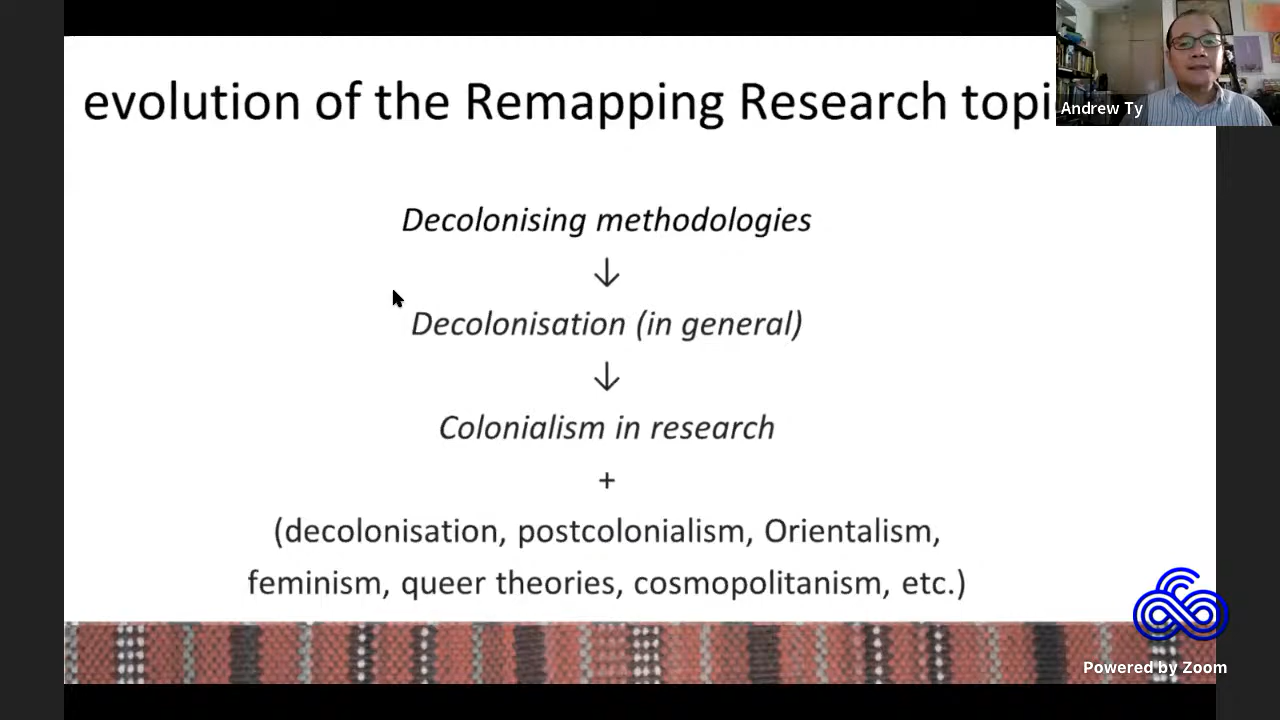 evolution of the Remapping Research topi
Andrew Ty
Decolonising methodologies
↓
Decolonisation (in general)
↓
Colonialism in research
+
(decolonisation, postcolonialism, Orientalism,
feminism, queer theories, cosmopolitanism, etc.)
Powered by Zoom